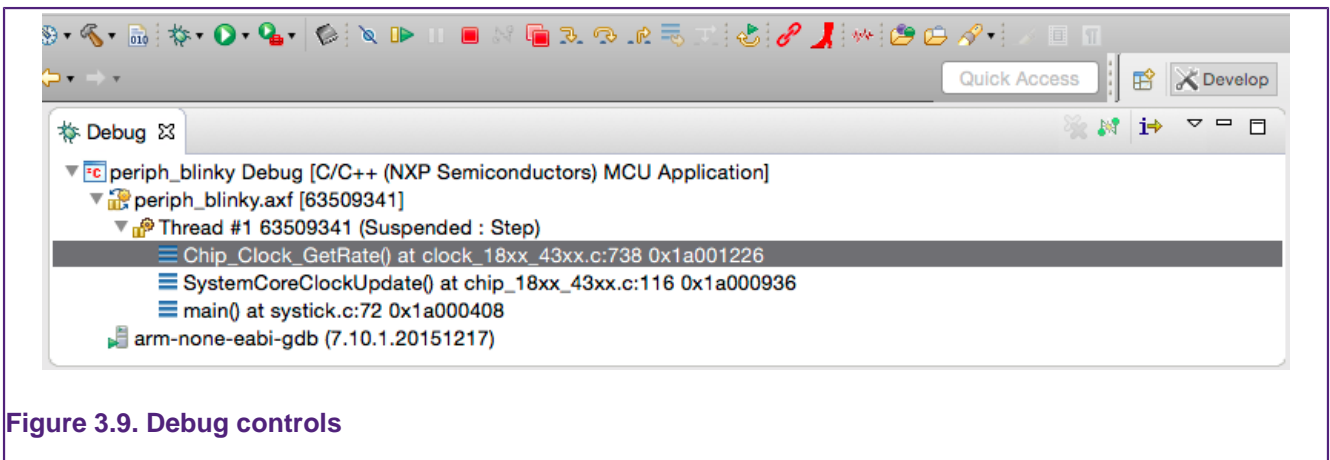 010
Quick Access
Develop
Debug
i
c periph_blinky Debug [C/C++ (NXP Semiconductors) MCU Application]
periph_blinky.axf [63509341]
Thread #1 63509341 (Suspended : Step)
Chip_Clock_GetRate() at clock_18xx_43xx.c:738 0x1a001226
SystemCoreClockUpdate() at chip_18xx_43xx.c:116 0x1a000936
main() at systick.c:72 0x1a000408
arm-none-eabi-gdb (7.10.1.20151217)
Figure 3.9. Debug controls